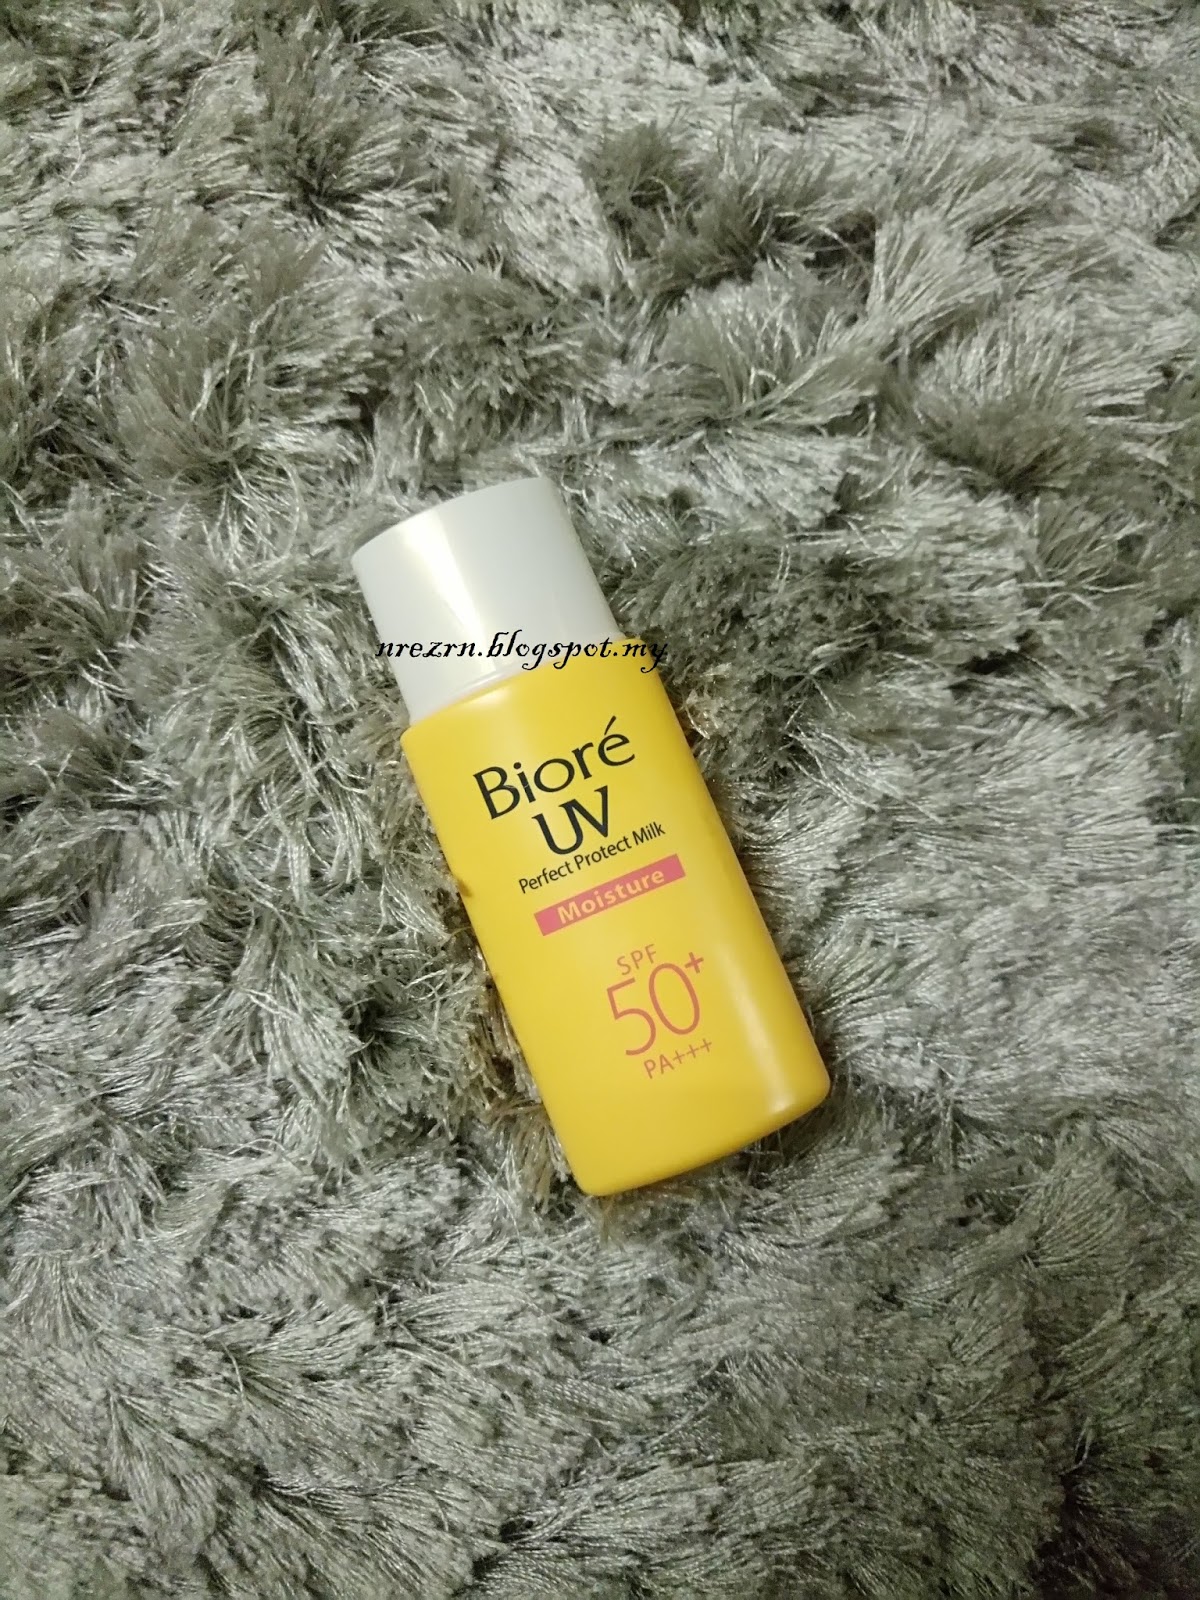 nrezrn.blogspot.my
Bioré
UV
Perfect Protect Milk
Moisture
SPF
50+
PA+++